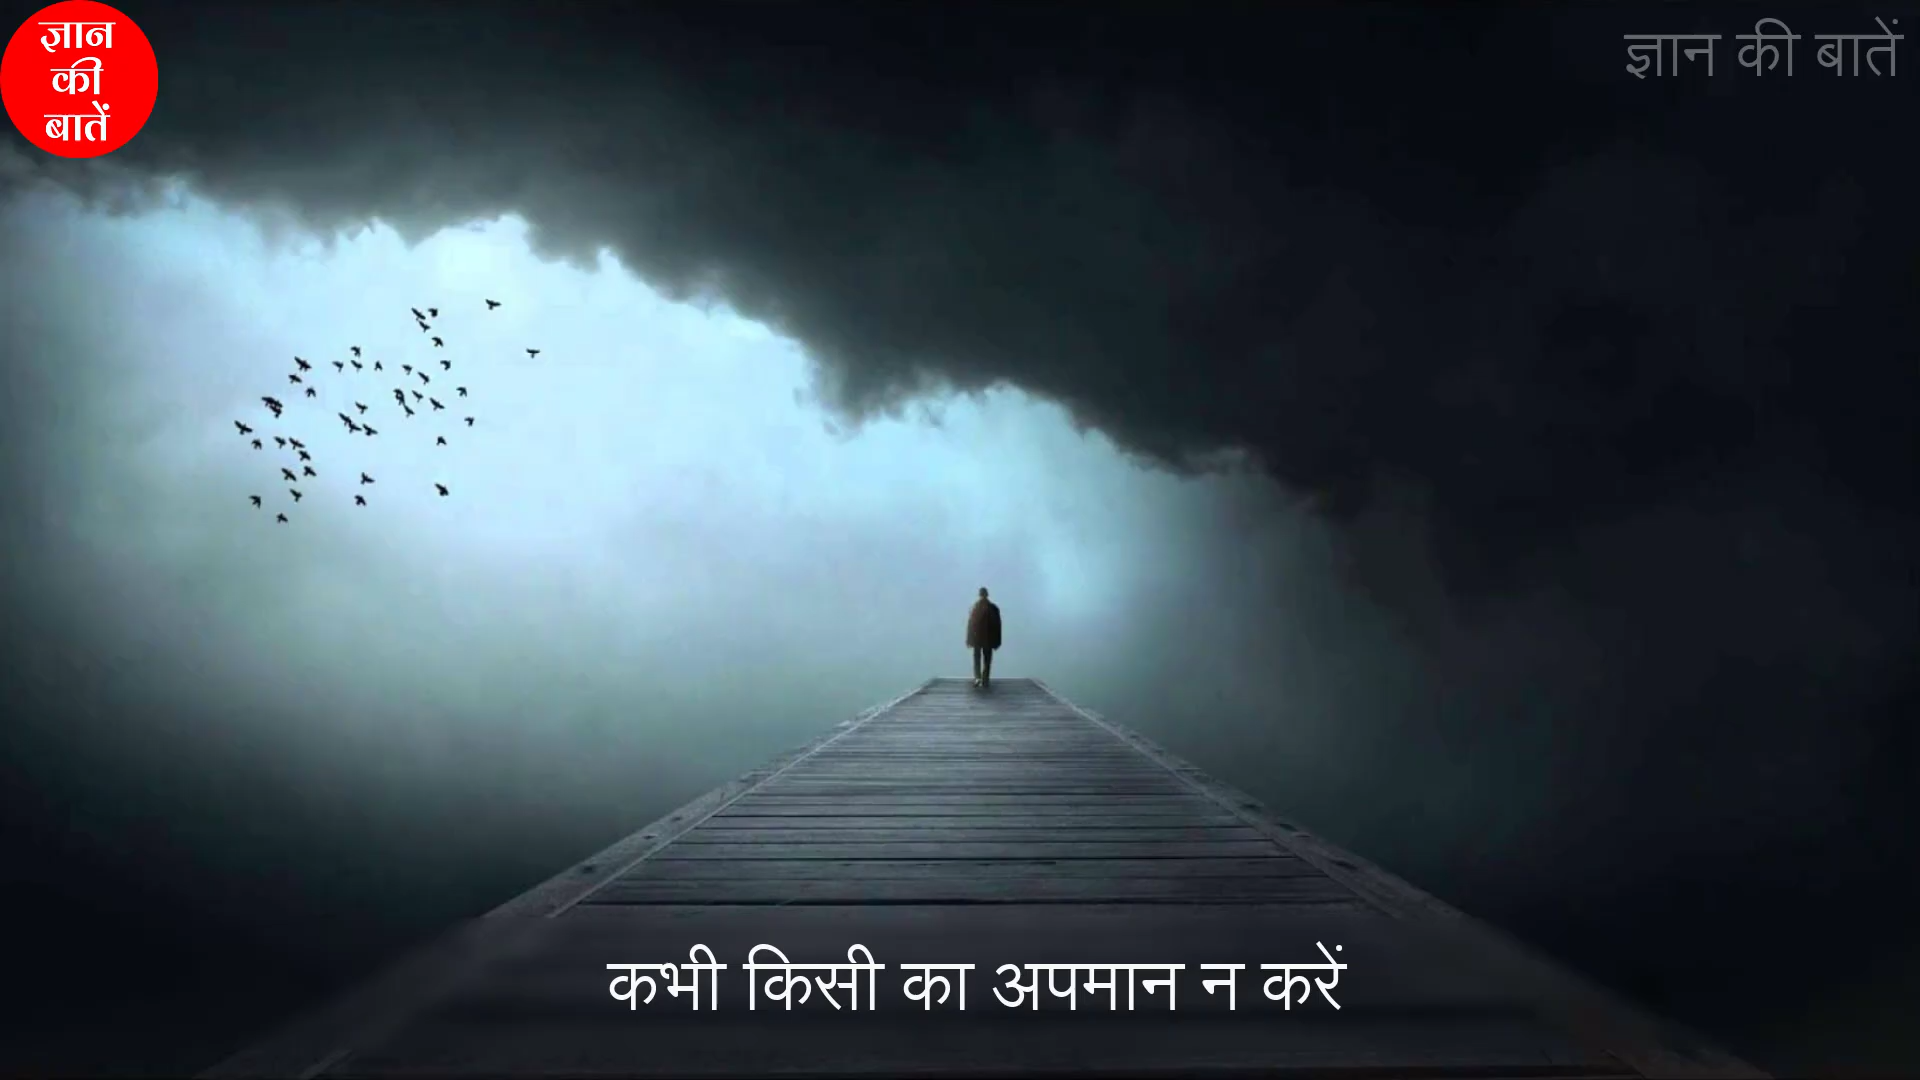 ज्ञान
की
बातें
ज्ञान की बातें
कभी किसी का अपमान न करें